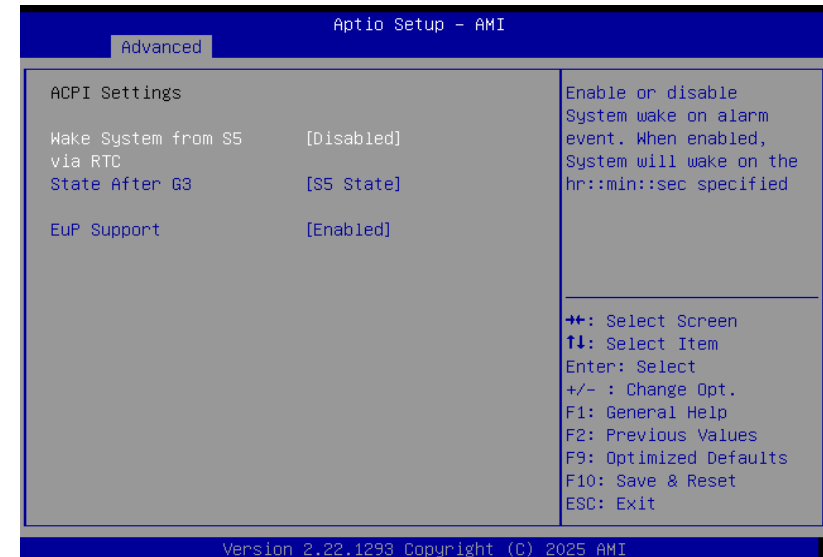 Aptio Setup – AMI
Advanced
ACPI Settings
Wake System from S5 [Disabled]
via RTC
State After G3 [S5 State]
EuP Support [Enabled]
Enable or disable
System wake on alarm
event. When enabled,
System will wake on the
hr::min::sec specified
→←: Select Screen
↑↓: Select Item
Enter: Select
+/- : Change Opt.
F1: General Help
F2: Previous Values
F9: Optimized Defaults
F10: Save & Reset
ESC: Exit
Version 2.22.1293 Copyright (C) 2025 AMI